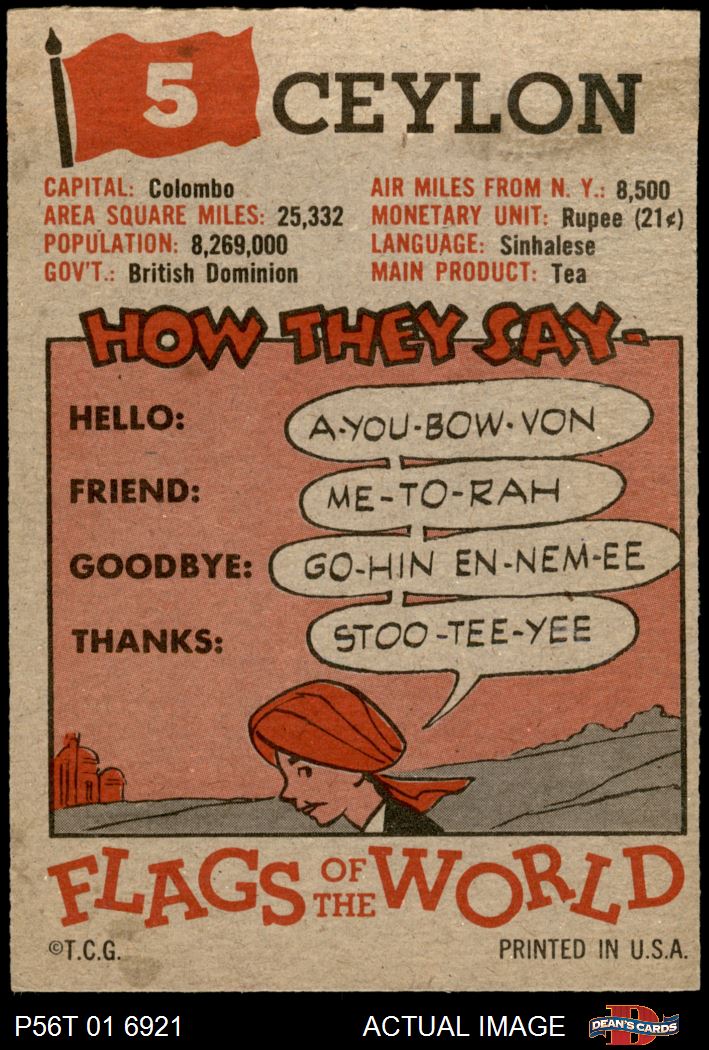 5 CEYLON
CAPITAL: Colombo
AREA SQUARE MILES: 25,332
POPULATION: 8,269,000
GOV'T.: British Dominion
AIR MILES FROM N. Y.: 8,500
MONETARY UNIT: Rupee (21¢)
LANGUAGE: Sinhalese
MAIN PRODUCT: Tea
HOW THEY SAY-
HELLO: A-YOU-BOW-VON
FRIEND: ME-TO-RAH
GOODBYE: GO-HIN EN-NEM-EE
THANKS: STOO-TEE-YEE
FLAGS OF THE WORLD
©T.C.G. PRINTED IN U.S.A.
P56T 01 6921 ACTUAL IMAGE D DEAN'S CARDS